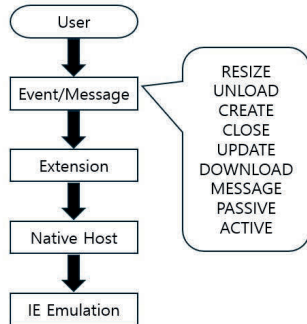 User
Event/Message
RESIZE
UNLOAD
CREATE
CLOSE
UPDATE
DOWNLOAD
MESSAGE
PASSIVE
ACTIVE
Extension
Native Host
IE Emulation